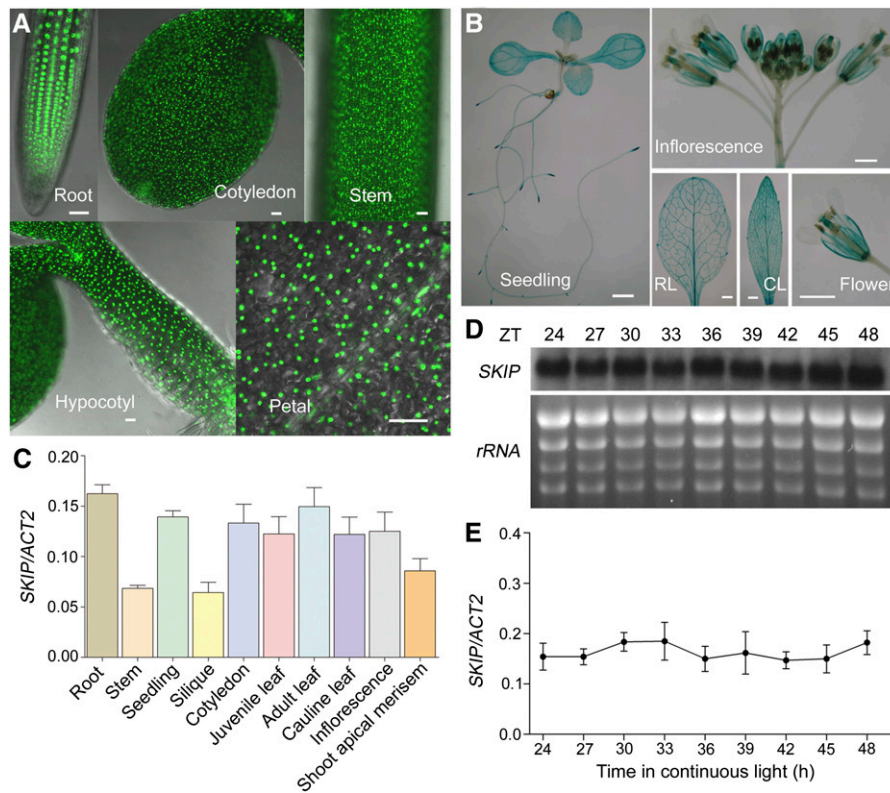 A
Root
Cotyledon
Stem
Hypocotyl
Petal
B
Seedling
Inflorescence
RL
CL
Flower
C
SKIP/ACT2
0.20
0.15
0.10
0.05
0.00
Root
Stem
Seedling
Silique
Cotyledon
Juvenile leaf
Adult leaf
Cauline leaf
Inflorescence
Shoot apical merisem
D
ZT 24 27 30 33 36 39 42 45 48
SKIP
rRNA
E
SKIP/ACT2
0.4
0.3
0.2
0.1
0.0
24 27 30 33 36 39 42 45 48
Time in continuous light (h)